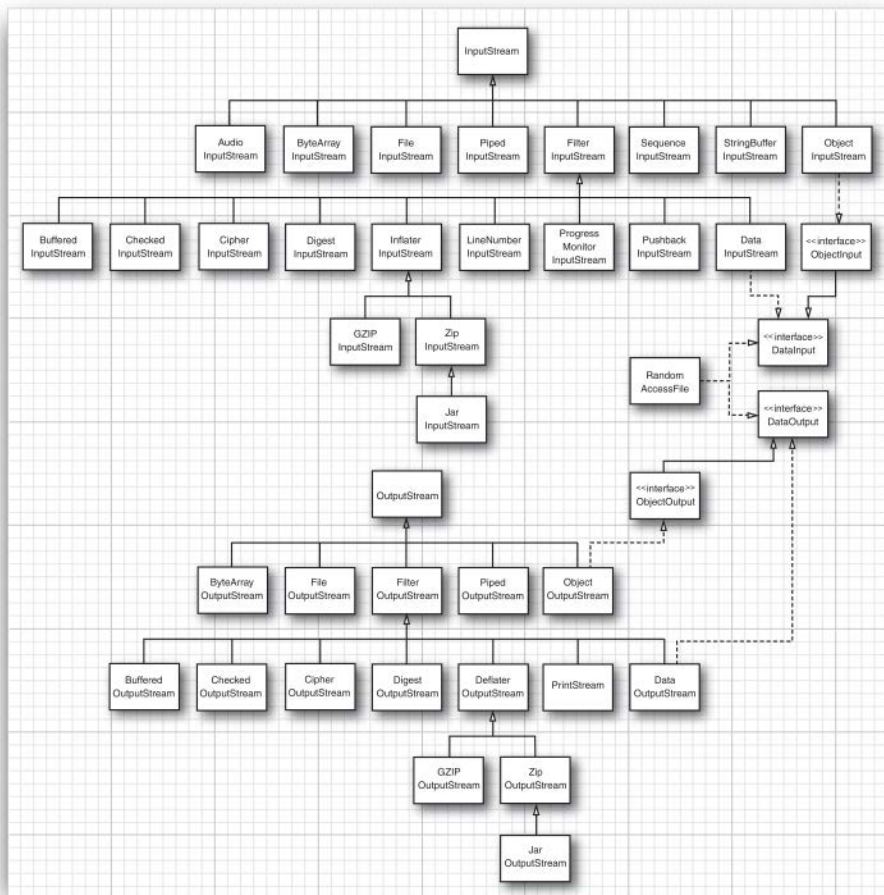 InputStream
Audio
InputStream
ByteArray
InputStream
File
InputStream
Piped
InputStream
Filter
InputStream
Sequence
InputStream
StringBuffer
InputStream
Object
InputStream
Buffered
InputStream
Checked
InputStream
Cipher
InputStream
Digest
InputStream
Inflater
InputStream
LineNumber
InputStream
Progress
Monitor
InputStream
Pushback
InputStream
Data
InputStream
<<interface>>
ObjectInput
GZIP
InputStream
Zip
InputStream
<<interface>>
DataInput
Random
AccessFile
Jar
InputStream
<<interface>>
DataOutput
OutputStream
<<interface>>
ObjectOutput
ByteArray
OutputStream
File
OutputStream
Filter
OutputStream
Piped
OutputStream
Object
OutputStream
Buffered
OutputStream
Checked
OutputStream
Cipher
OutputStream
Digest
OutputStream
Deflater
OutputStream
PrintStream
Data
OutputStream
GZIP
OutputStream
Zip
OutputStream
Jar
OutputStream